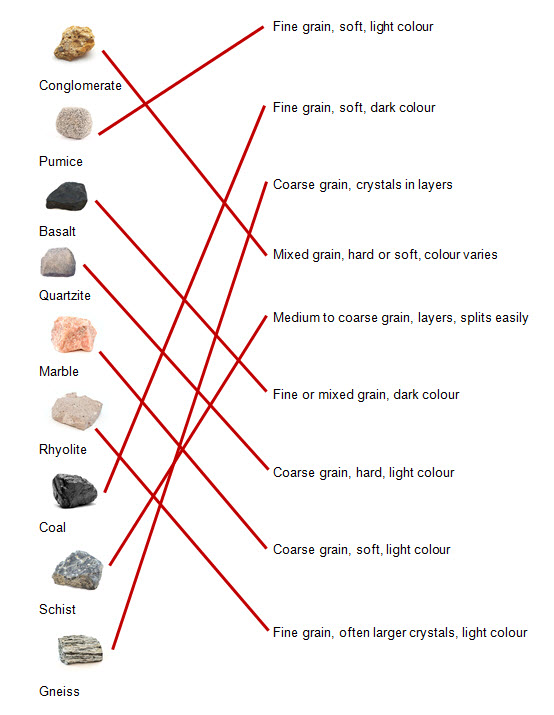 Fine grain, soft, light colour
Conglomerate
Fine grain, soft, dark colour
Pumice
Coarse grain, crystals in layers
Basalt
Mixed grain, hard or soft, colour varies
Quartzite
Medium to coarse grain, layers, splits easily
Marble
Fine or mixed grain, dark colour
Rhyolite
Coarse grain, hard, light colour
Coal
Coarse grain, soft, light colour
Schist
Fine grain, often larger crystals, light colour
Gneiss